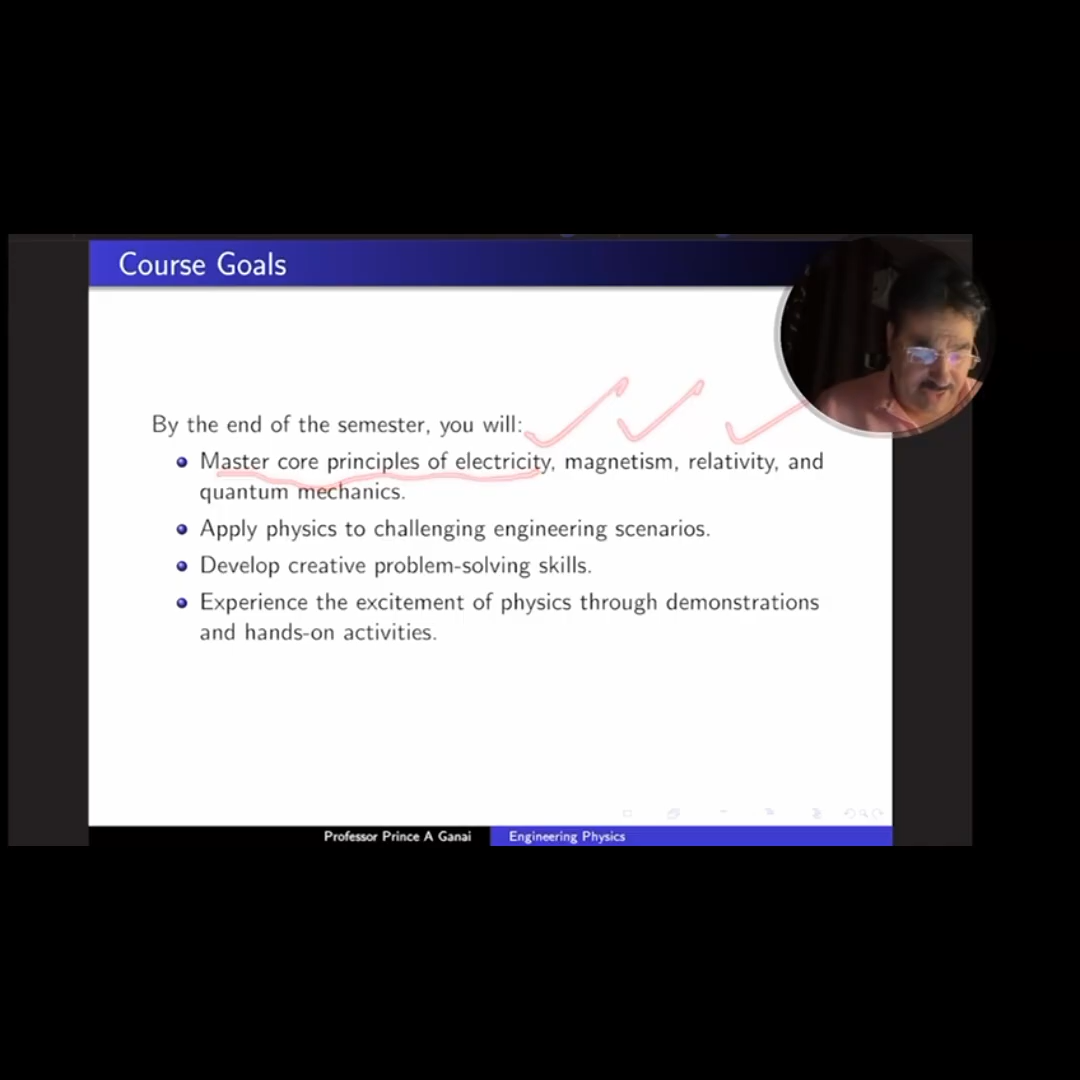 Course Goals
By the end of the semester, you will:
Master core principles of electricity, magnetism, relativity, and
quantum mechanics.
Apply physics to challenging engineering scenarios.
Develop creative problem-solving skills.
Experience the excitement of physics through demonstrations
and hands-on activities.
Professor Prince A Ganai
Engineering Physics